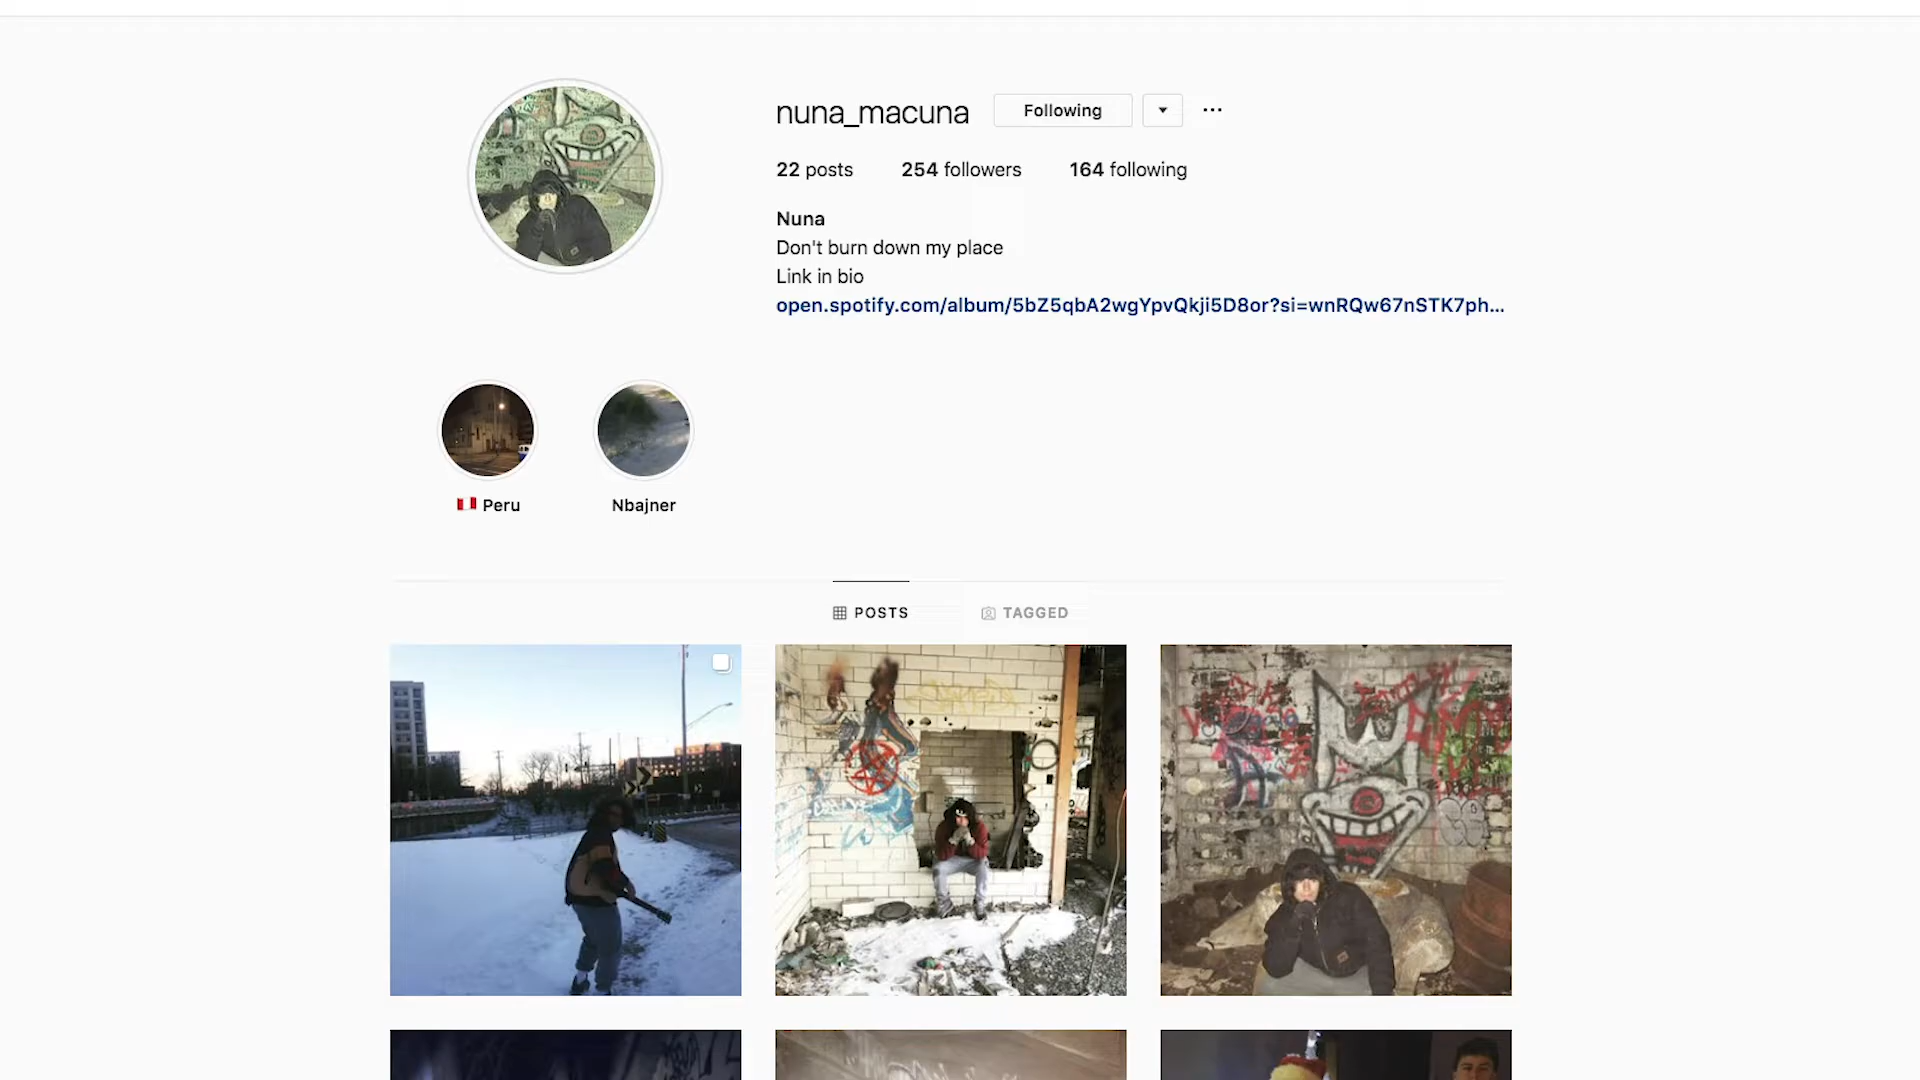 nuna_macuna Following
22 posts 254 followers 164 following
Nuna
Don't burn down my place
Link in bio
open.spotify.com/album/5bZ5qbA2wgYpvQkji5D8or?si=wnRQw67nSTK7ph...
🇵🇪 Peru Nbajner
POSTS TAGGED